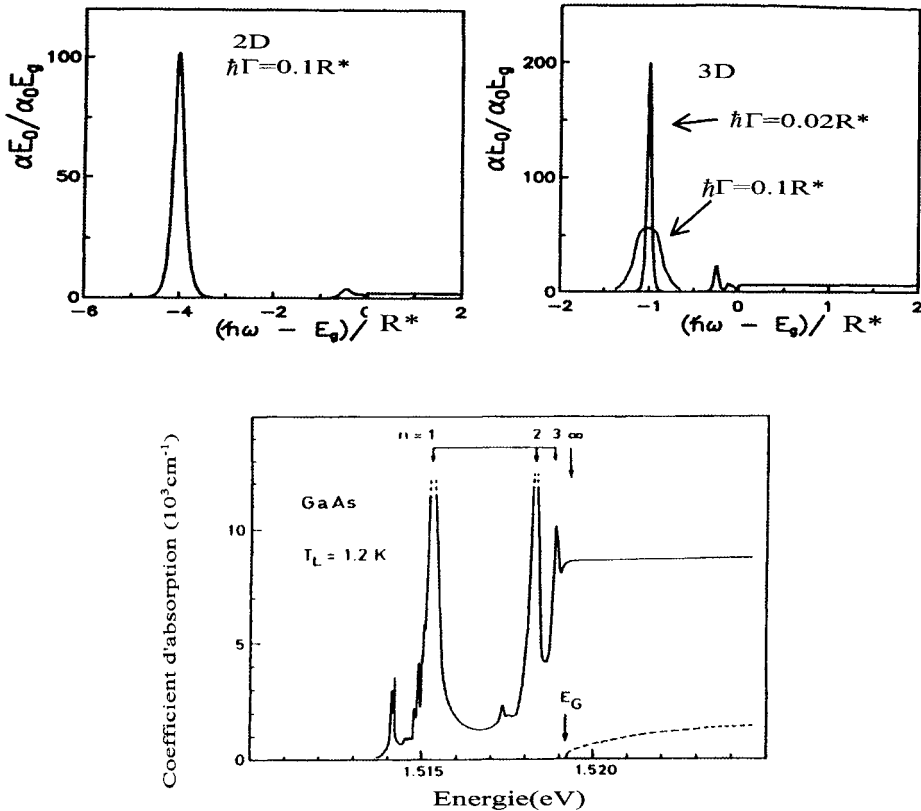 2D
ℏΓ=0.1R*
100
50
0
αE₀/α₀E_g
-6 -4 -2 0 2
(ℏω - E_g)/ R*
3D
ℏΓ=0.02R*
ℏΓ=0.1R*
200
100
0
αE₀/α₀E_g
-2 -1 0 1 2
(ℏω - E_g)/ R*
n = 1 2 3 ∞
GaAs
T_L = 1.2 K
10
5
0
E_G
1.515 1.520
Coefficient d'absorption (10³cm⁻¹)
Energie(eV)